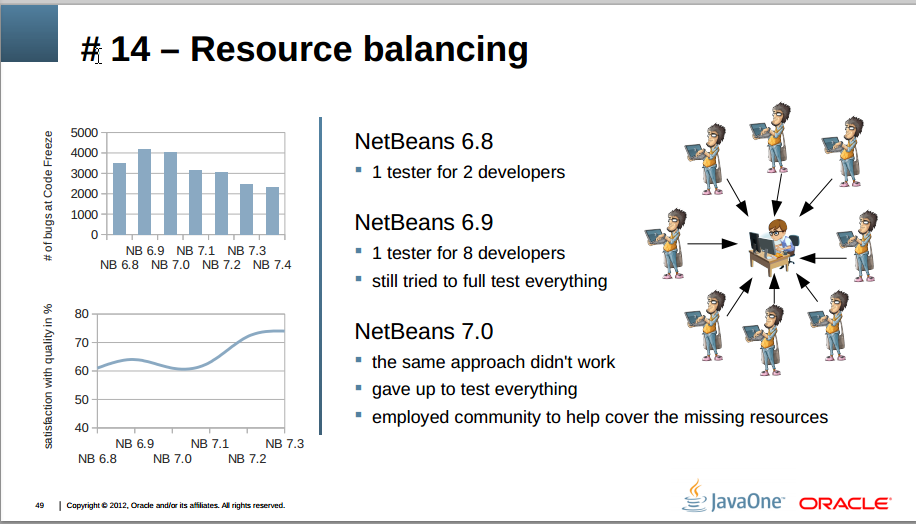 # 14 – Resource balancing
# of bugs at Code Freeze
5000
4000
3000
2000
1000
0
NB 6.9 NB 7.1 NB 7.3
NB 6.8 NB 7.0 NB 7.2 NB 7.4
satisfaction with quality in %
80
70
60
50
40
NB 6.9 NB 7.1 NB 7.3
NB 6.8 NB 7.0 NB 7.2
NetBeans 6.8
1 tester for 2 developers
NetBeans 6.9
1 tester for 8 developers
still tried to full test everything
NetBeans 7.0
the same approach didn't work
gave up to test everything
employed community to help cover the missing resources
49 | Copyright © 2012, Oracle and/or its affiliates. All rights reserved.
JavaOne™
ORACLE®